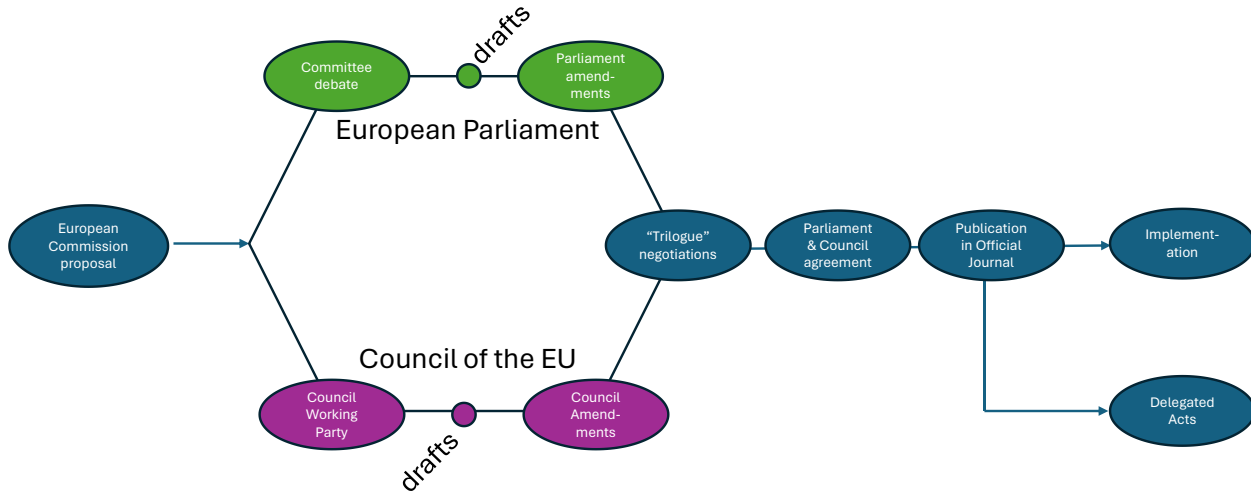 drafts
Committee
debate
Parliament
amend-
ments
European Parliament
European
Commission
proposal
“Trilogue”
negotiations
Parliament
& Council
agreement
Publication
in Official
Journal
Implement-
ation
Council of the EU
Council
Working
Party
Council
Amend-
ments
drafts
Delegated
Acts